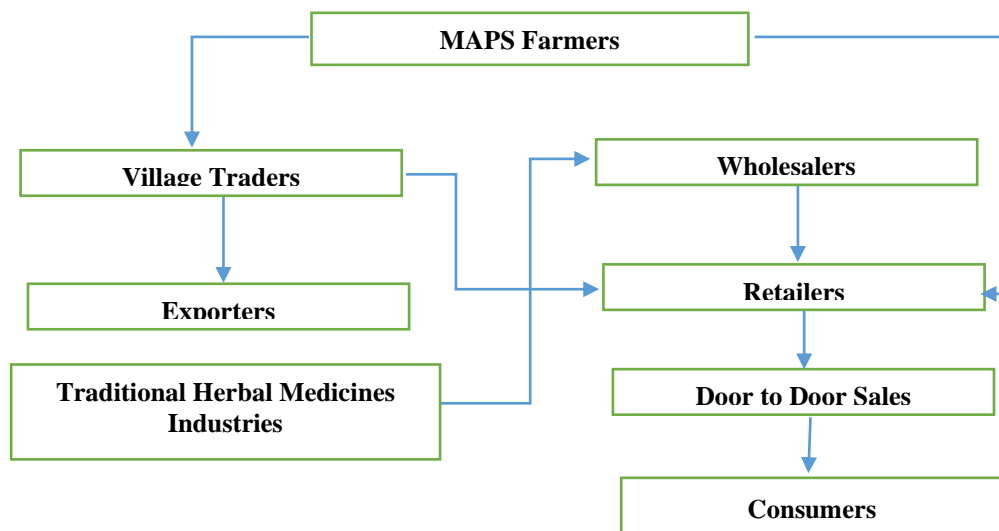 MAPS Farmers
Village Traders
Wholesalers
Exporters
Retailers
Traditional Herbal Medicines
Industries
Door to Door Sales
Consumers